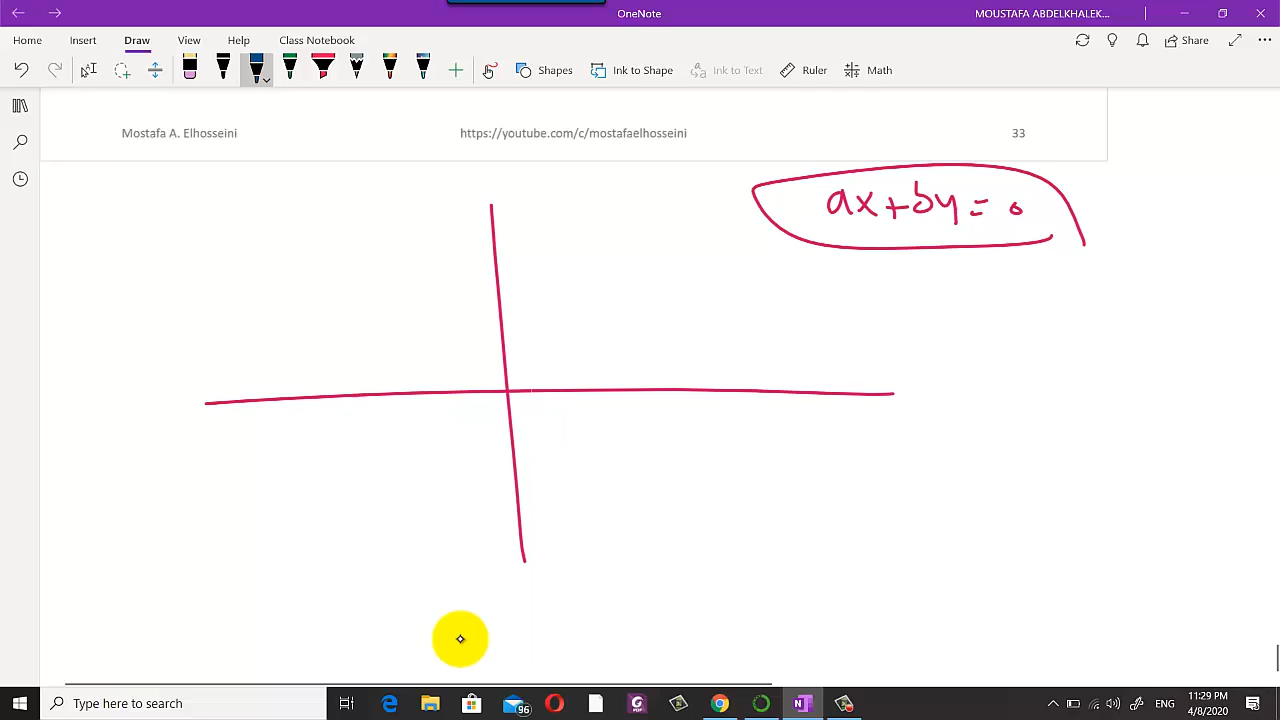 OneNote
MOUSTAFA ABDELKHALEK...
Home Insert Draw View Help Class Notebook
Share
Shapes Ink to Shape Ink to Text Ruler Math
Mostafa A. Elhosseini https://youtube.com/c/mostafaelhosseini 33
ax+by=0
Type here to search
96
ENG
11:29 PM
4/8/2020